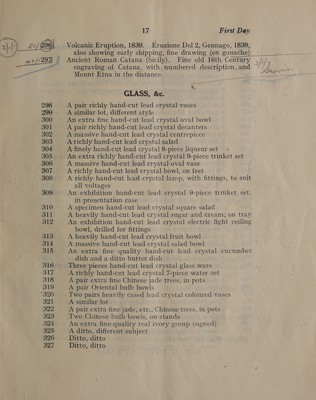 17 First Day
296 Volcanic Eruption, 1839. Eruzione Del 2, Gennago, 1839,
also showing early shipping, fine drawing (en gouache)
297 Ancient Roman Catana (Sicily). Fine old 16th Century
engraving of Catana, with numbered description, and
Mount Etna in the distance
GLASS, &c.
298 A pair richly hand-cut lead crystal vases
299 A similar lot, different style
300 An extra fine hand-cut lead crystal oval bowl
301 A pair richly hand-cut lead crystal decanters
302 A massive hand-cut lead crystal centrepiece
303 A richly hand-cut lead crystal salad
304 A finely hand-cut lead crystal 8-piece liqueur set
305 An extra richly hand-cut lead crystal 9-piece trinket set
306 A massive hand-cut lead crystal oval vase
307 A richly hand-cut lead crystal bowl, on feet
308 A richly hand-cut lead crystal lamp, with fittings, to suit
all voltages
309 An exhibition hand-cut lead crystal 9-piece trinket set,
in presentation case
310 A specimen hand-cut lead crystal square salad
311 A heavily hand-cut lead crystal sugar and cream, on tray
312 An exhibition hand-cut lead crystal electric light ceiling
bowl, drilled for fittings
313 A heavily hand-cut lead crystal fruit bowl
314 A massive hand-cut lead crystal salad bowl
315 An extra fine quality hand-cut lead crystal cucumber
dish and a ditto butter dish
316 Three pieces hand-cut lead crystal glass ware
317 A richly hand-cut lead crystal 7-piece water set
318 A pair extra fine Chinese jade trees, in pots
319 A pair Oriental bulb bowls
320 Two pairs heavily cased lead crystal coloured vases
321 A similar lot
322 A pair extra fine jade, etc., Chinese trees, in pots
323 Two Chinese bulb bowls, on stands
324 An extra fine quality real ivory group (signed)
325 A ditto, different subject
326 Ditto, ditto
327 Ditto, ditto